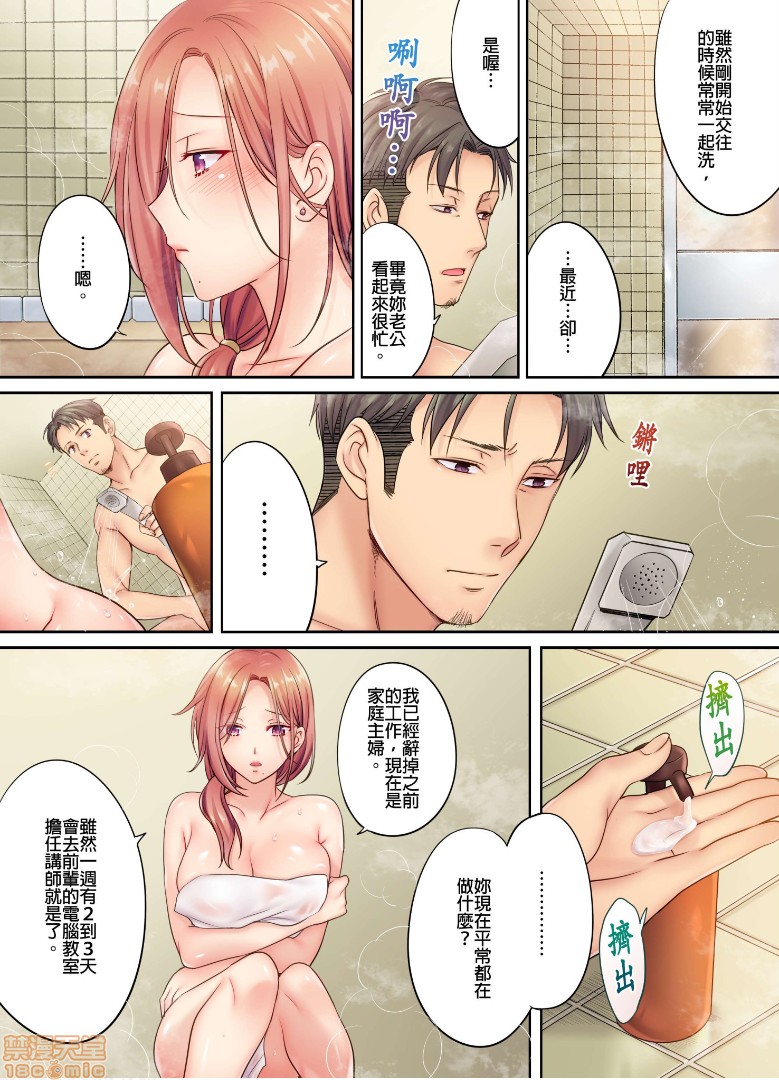 雖然剛開始交往
的時候常常一起洗，
…最近…卻…
是喔…
唰啊啊…
畢竟妳老公
看起來很忙。
……嗯。
鏘哩
………
擠出
擠出
………
妳現在平常都在
做什麼？
我已經辭掉之前
的工作，現在是
家庭主婦。
雖然一週有2到3天
會去前輩的電腦教室
擔任講師就是了。
禁漫天堂
18comic